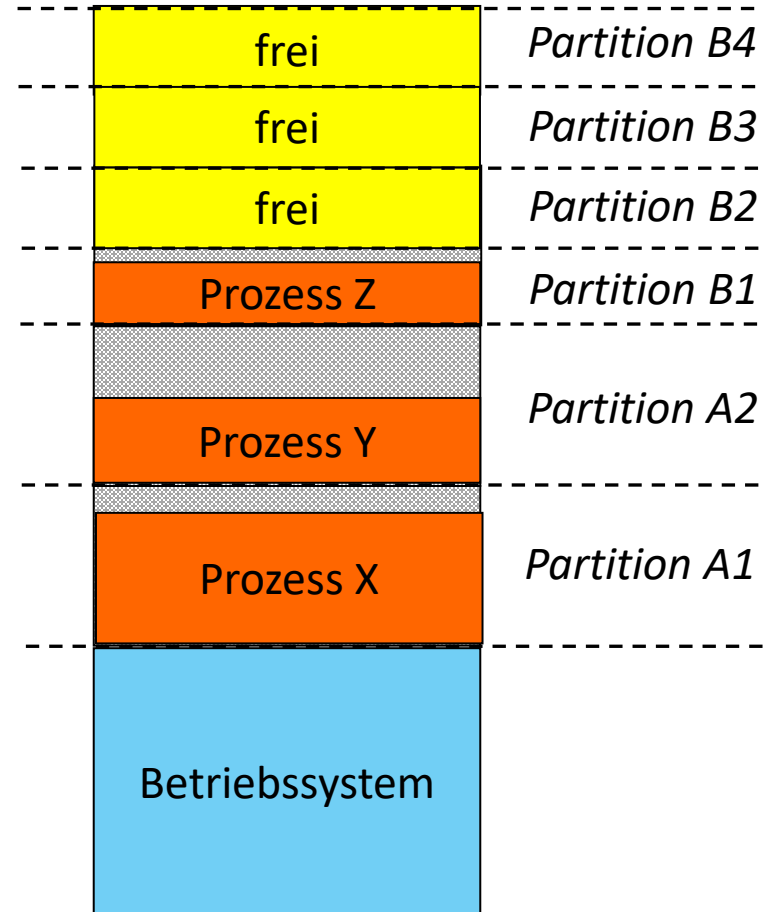 frei Partition B4
frei Partition B3
frei Partition B2
Prozess Z Partition B1
Partition A2
Prozess Y
Partition A1
Prozess X
Betriebssystem